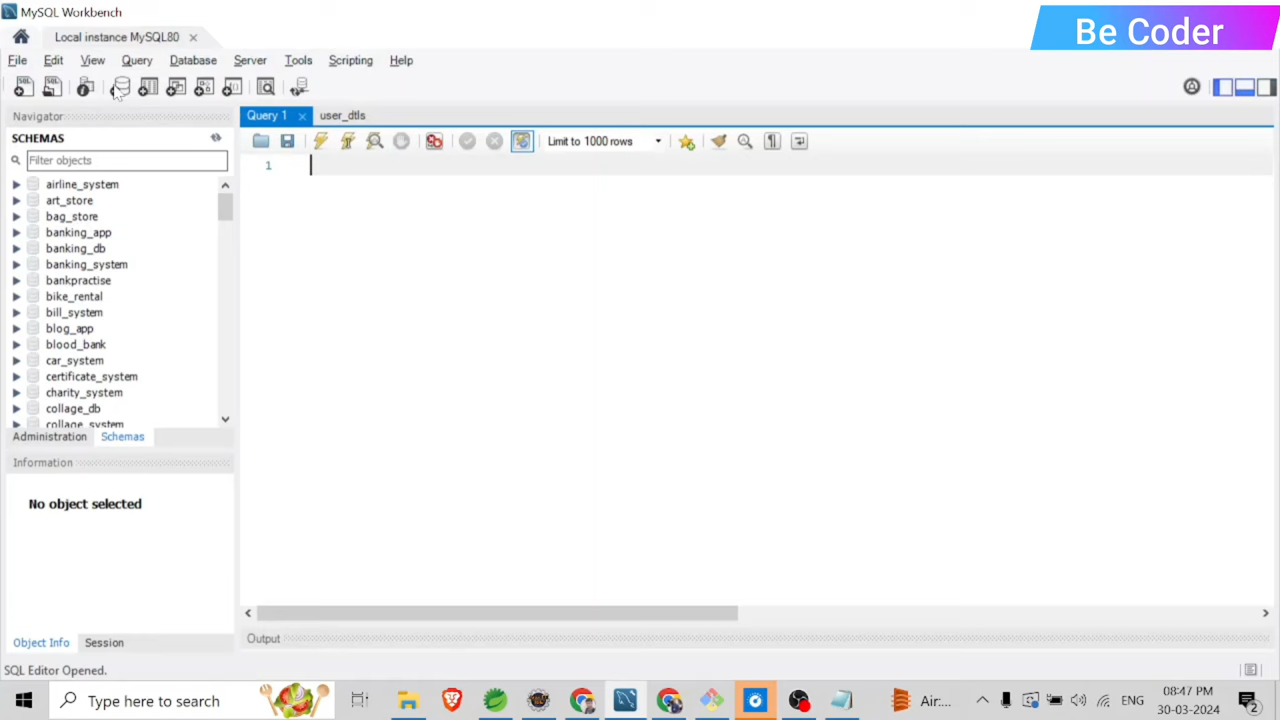 MySQL Workbench
Be Coder
Local instance MySQL80
File Edit View Query Database Server Tools Scripting Help
Navigator
SCHEMAS
Filter objects
airline_system
art_store
bag_store
banking_app
banking_db
banking_system
bankpractise
bike_rental
bill_system
blog_app
blood_bank
car_system
certificate_system
charity_system
collage_db
collage_system
Administration Schemas
Information
No object selected
Object Info Session
Query 1 user_dtls
Limit to 1000 rows
1
Output
SQL Editor Opened.
Type here to search
Air...
ENG
08:47 PM
30-03-2024
2